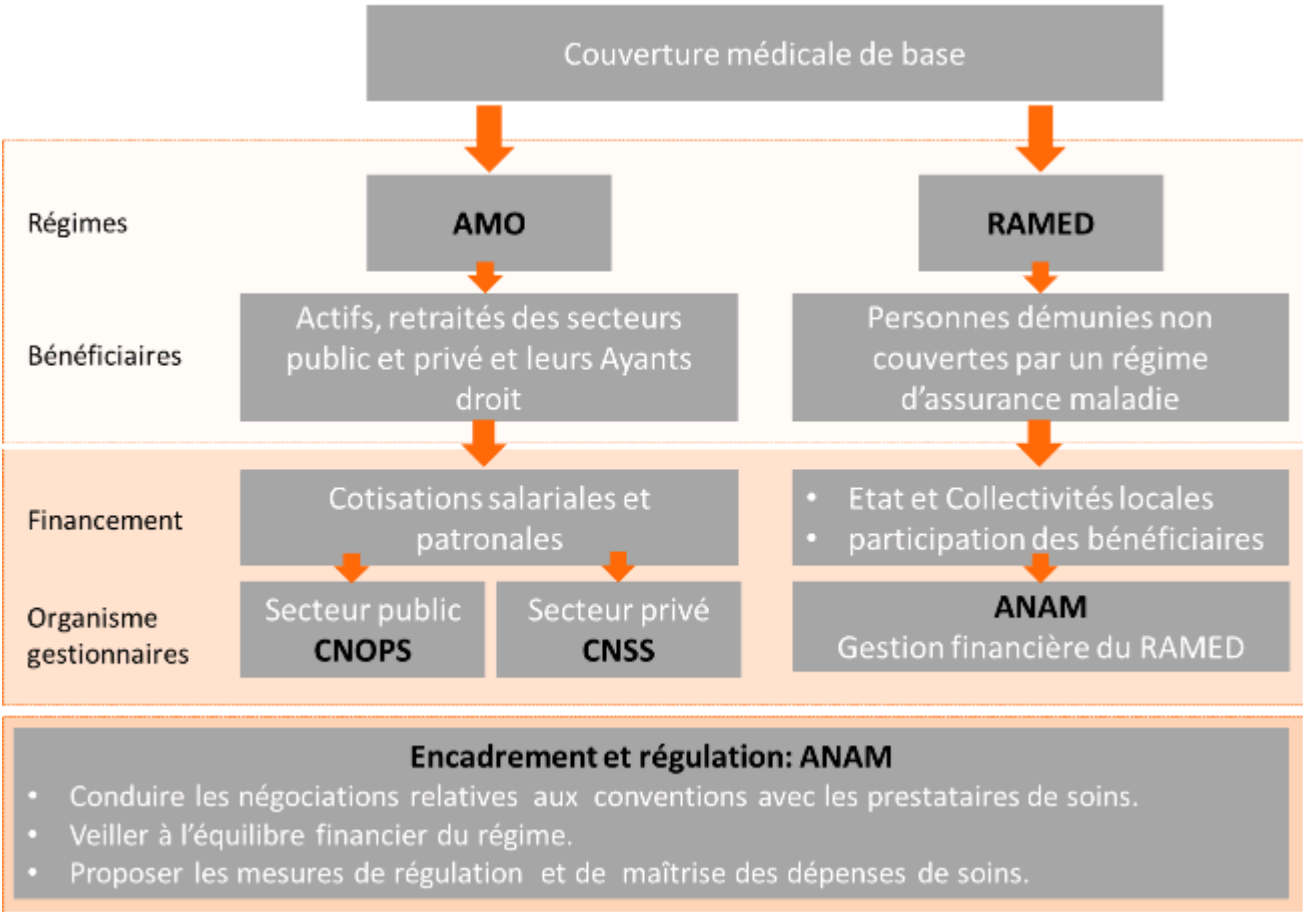 Couverture médicale de base
Régimes
AMO
RAMED
Bénéficiaires
Actifs, retraités des secteurs
public et privé et leurs Ayants
droit
Personnes démunies non
couvertes par un régime
d'assurance maladie
Financement
Cotisations salariales et
patronales
• Etat et Collectivités locales
• participation des bénéficiaires
Organisme
gestionnaires
Secteur public
CNOPS
Secteur privé
CNSS
ANAM
Gestion financière du RAMED
Encadrement et régulation: ANAM
• Conduire les négociations relatives aux conventions avec les prestataires de soins.
• Veiller à l'équilibre financier du régime.
• Proposer les mesures de régulation et de maîtrise des dépenses de soins.